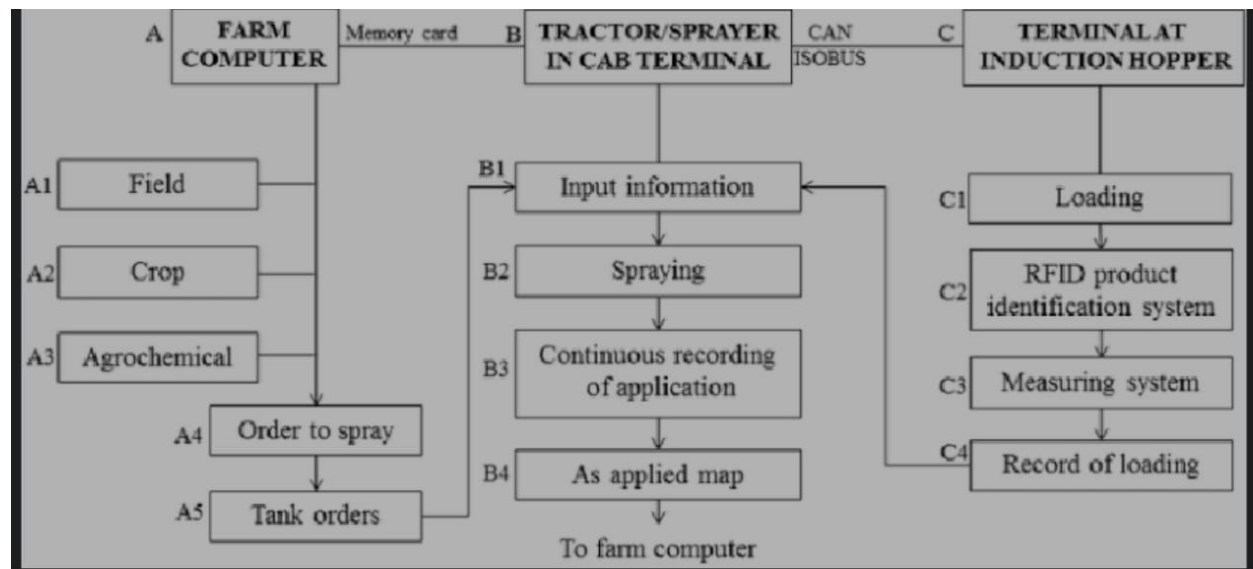 A
FARM
COMPUTER
Memory card
B
TRACTOR/SPRAYER
IN CAB TERMINAL
CAN
ISOBUS
C
TERMINAL AT
INDUCTION HOPPER
A1
Field
A2
Crop
A3
Agrochemical
A4
Order to spray
A5
Tank orders
B1
Input information
B2
Spraying
B3
Continuous recording
of application
B4
As applied map
To farm computer
C1
Loading
C2
RFID product
identification system
C3
Measuring system
C4
Record of loading